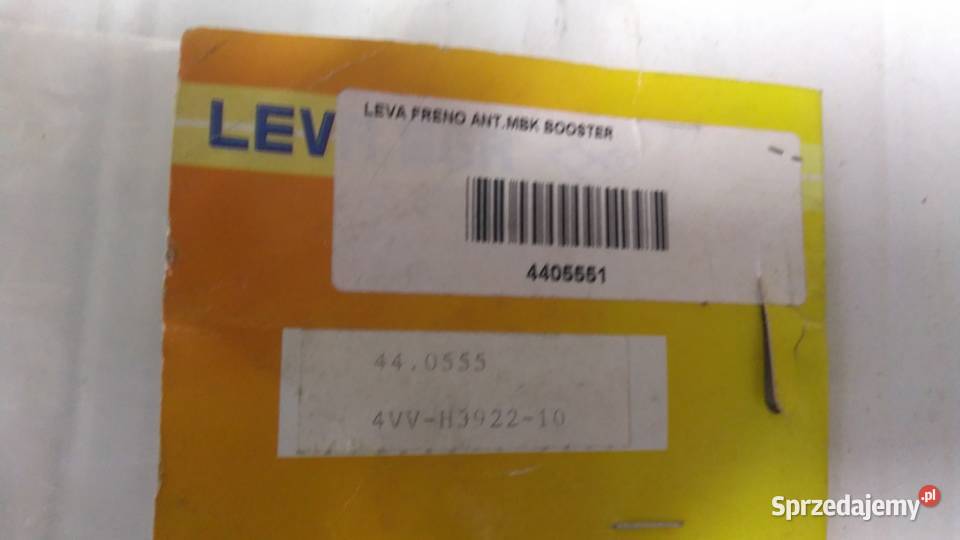 LEV
LEVA FRENO ANT.MBK BOOSTER
4405551
44.0555
4VV-H3922-10
Sprzedajemy.pl